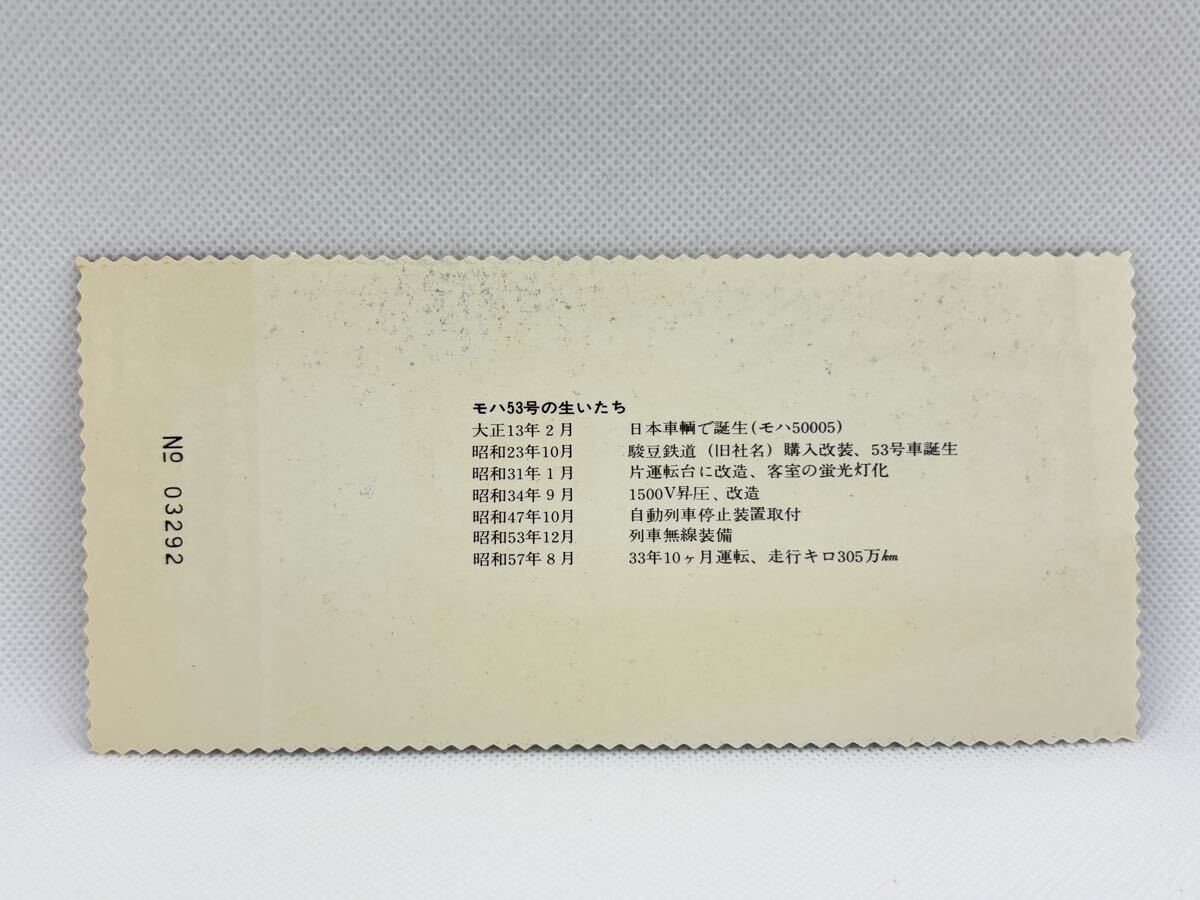 モハ53号の生いたち
大正13年2月 日本車輌で誕生(モハ50005)
昭和23年10月 駿豆鉄道(旧社名)購入改装、53号車誕生
昭和31年1月 片運転台に改造、客室の蛍光灯化
昭和34年9月 1500V昇圧、改造
昭和47年10月 自動列車停止装置取付
昭和53年12月 列車無線装備
昭和57年8月 33年10ヶ月運転、走行キロ305万km
№ 03292